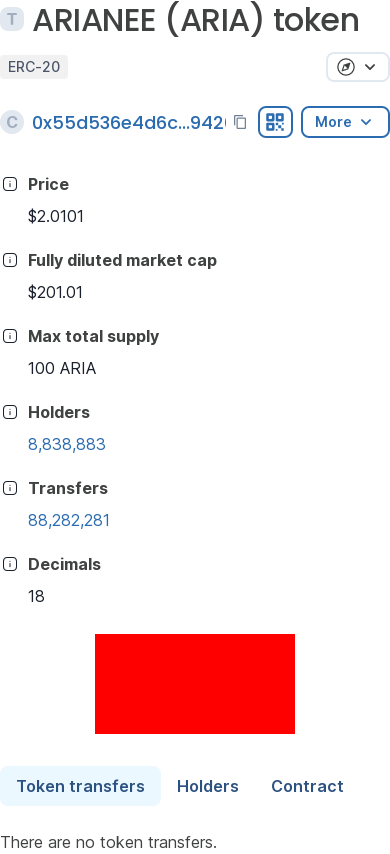 T ARIANEE (ARIA) token
ERC-20
C 0x55d536e4d6c...942 More
Price
$2.0101
Fully diluted market cap
$201.01
Max total supply
100 ARIA
Holders
8,838,883
Transfers
88,282,281
Decimals
18
Token transfers Holders Contract
There are no token transfers.